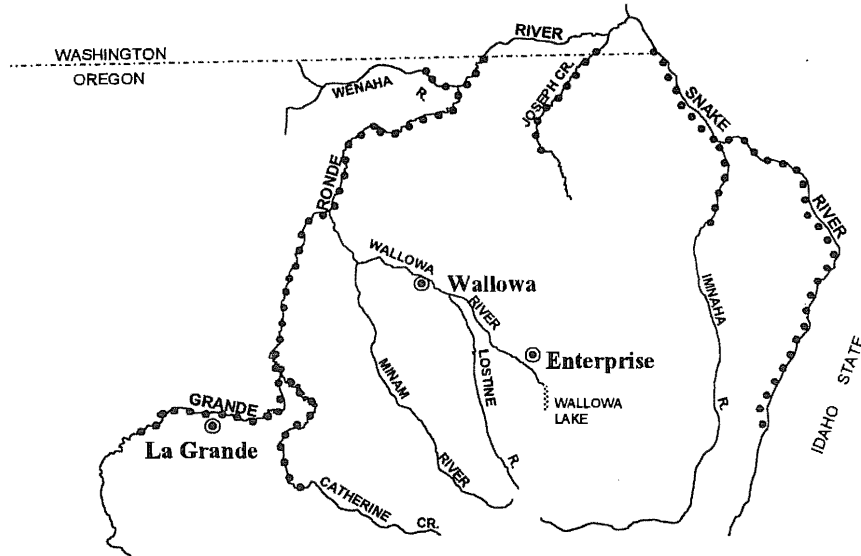 WASHINGTON
OREGON
RIVER
WENAHA
R.
JOSEPH CR.
SNAKE
RIVER
RONDE
WALLOWA
RIVER
Wallowa
Enterprise
IMNAHA
R.
MINAM
RIVER
LOSTINE
R.
WALLOWA
LAKE
IDAHO STATE
GRANDE
La Grande
CATHERINE
CR.